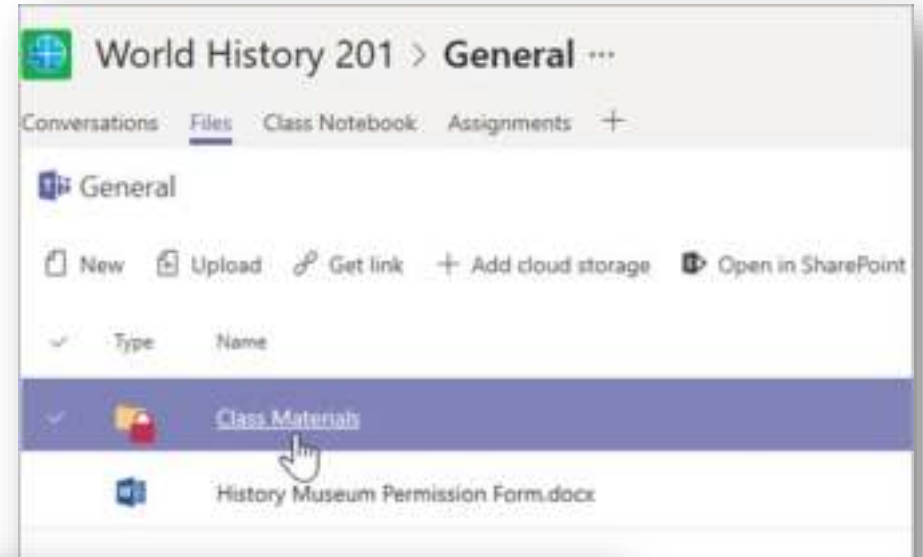 World History 201 > General ...
Conversations Files Class Notebook Assignments +
General
New Upload Get link + Add cloud storage Open in SharePoint
Type Name
Class Materials
History Museum Permission Form.docx